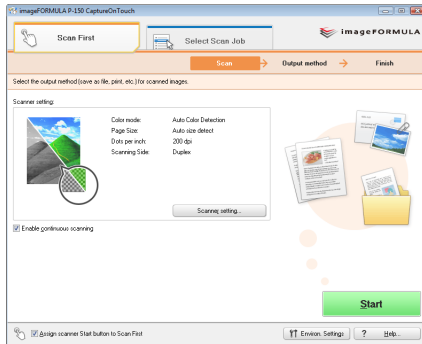 imageFORMULA P-150 CaptureOnTouch
Scan First
Select Scan Job
imageFORMULA
Scan
Output method
Finish
Select the output method (save as file, print, etc.) for scanned images.
Scanner setting:
Color mode: Auto Color Detection
Page Size: Auto size detect
Dots per inch: 200 dpi
Scanning Side: Duplex
Scanner setting...
Enable continuous scanning
Start
Assign scanner Start button to Scan First
Environ. Settings
? Help...